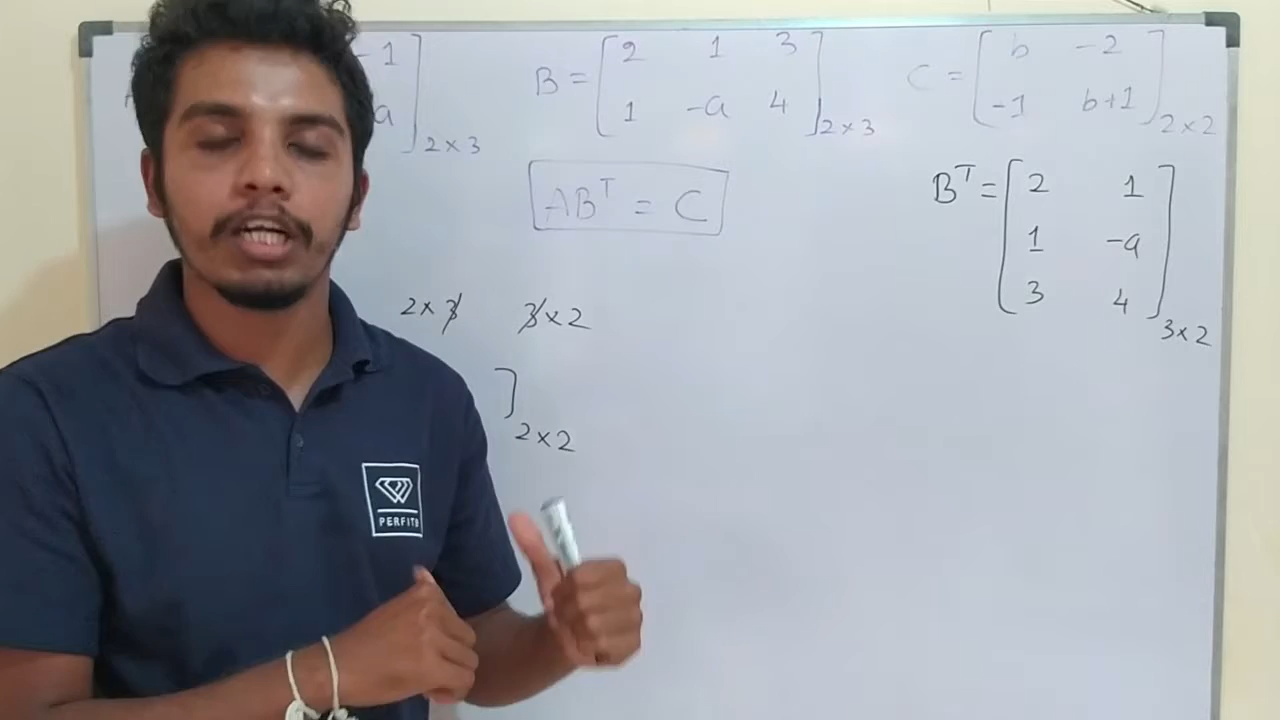 -1
a ]2×3
B = [ 2 1 3
1 -a 4 ]2×3
C = [ b -2
-1 b+1 ]2×2
AB^T = C
B^T = [ 2 1
1 -a
3 4 ]3×2
2×3 3×2
]2×2
PERFITO